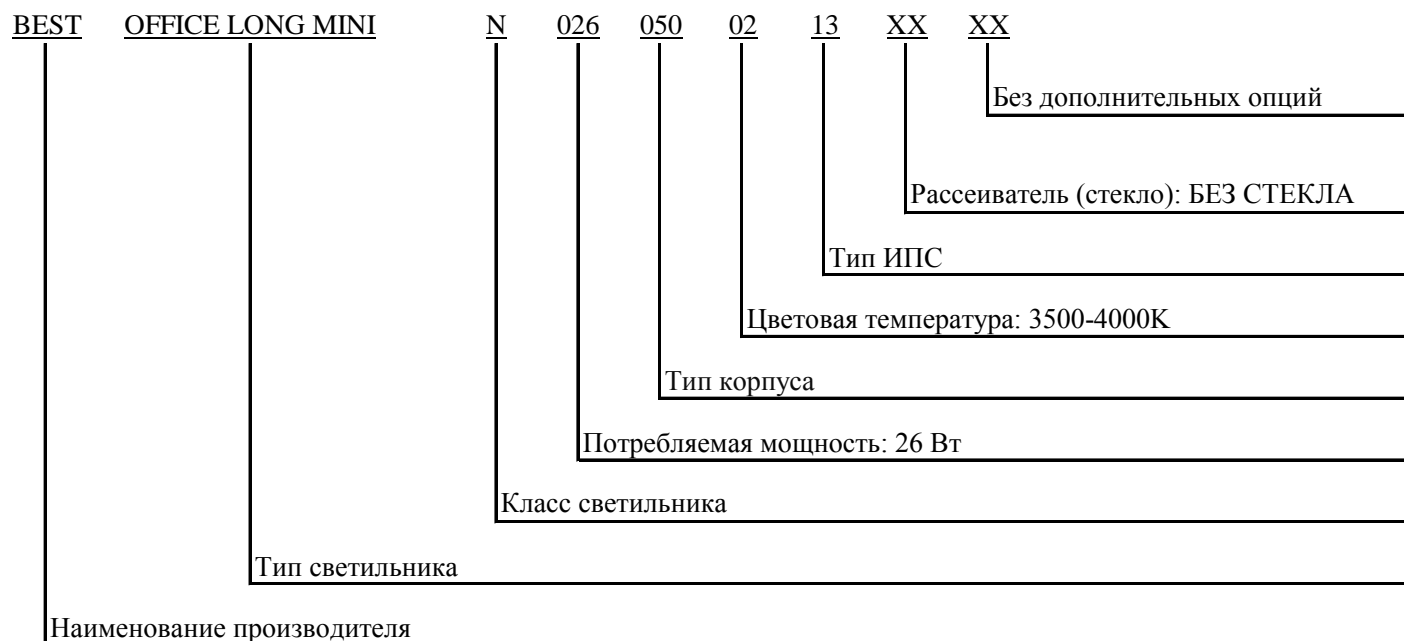 BEST OFFICE LONG MINI N 026 050 02 13 XX XX
Без дополнительных опций
Рассеиватель (стекло): БЕЗ СТЕКЛА
Тип ИПС
Цветовая температура: 3500-4000К
Тип корпуса
Потребляемая мощность: 26 Вт
Класс светильника
Тип светильника
Наименование производителя